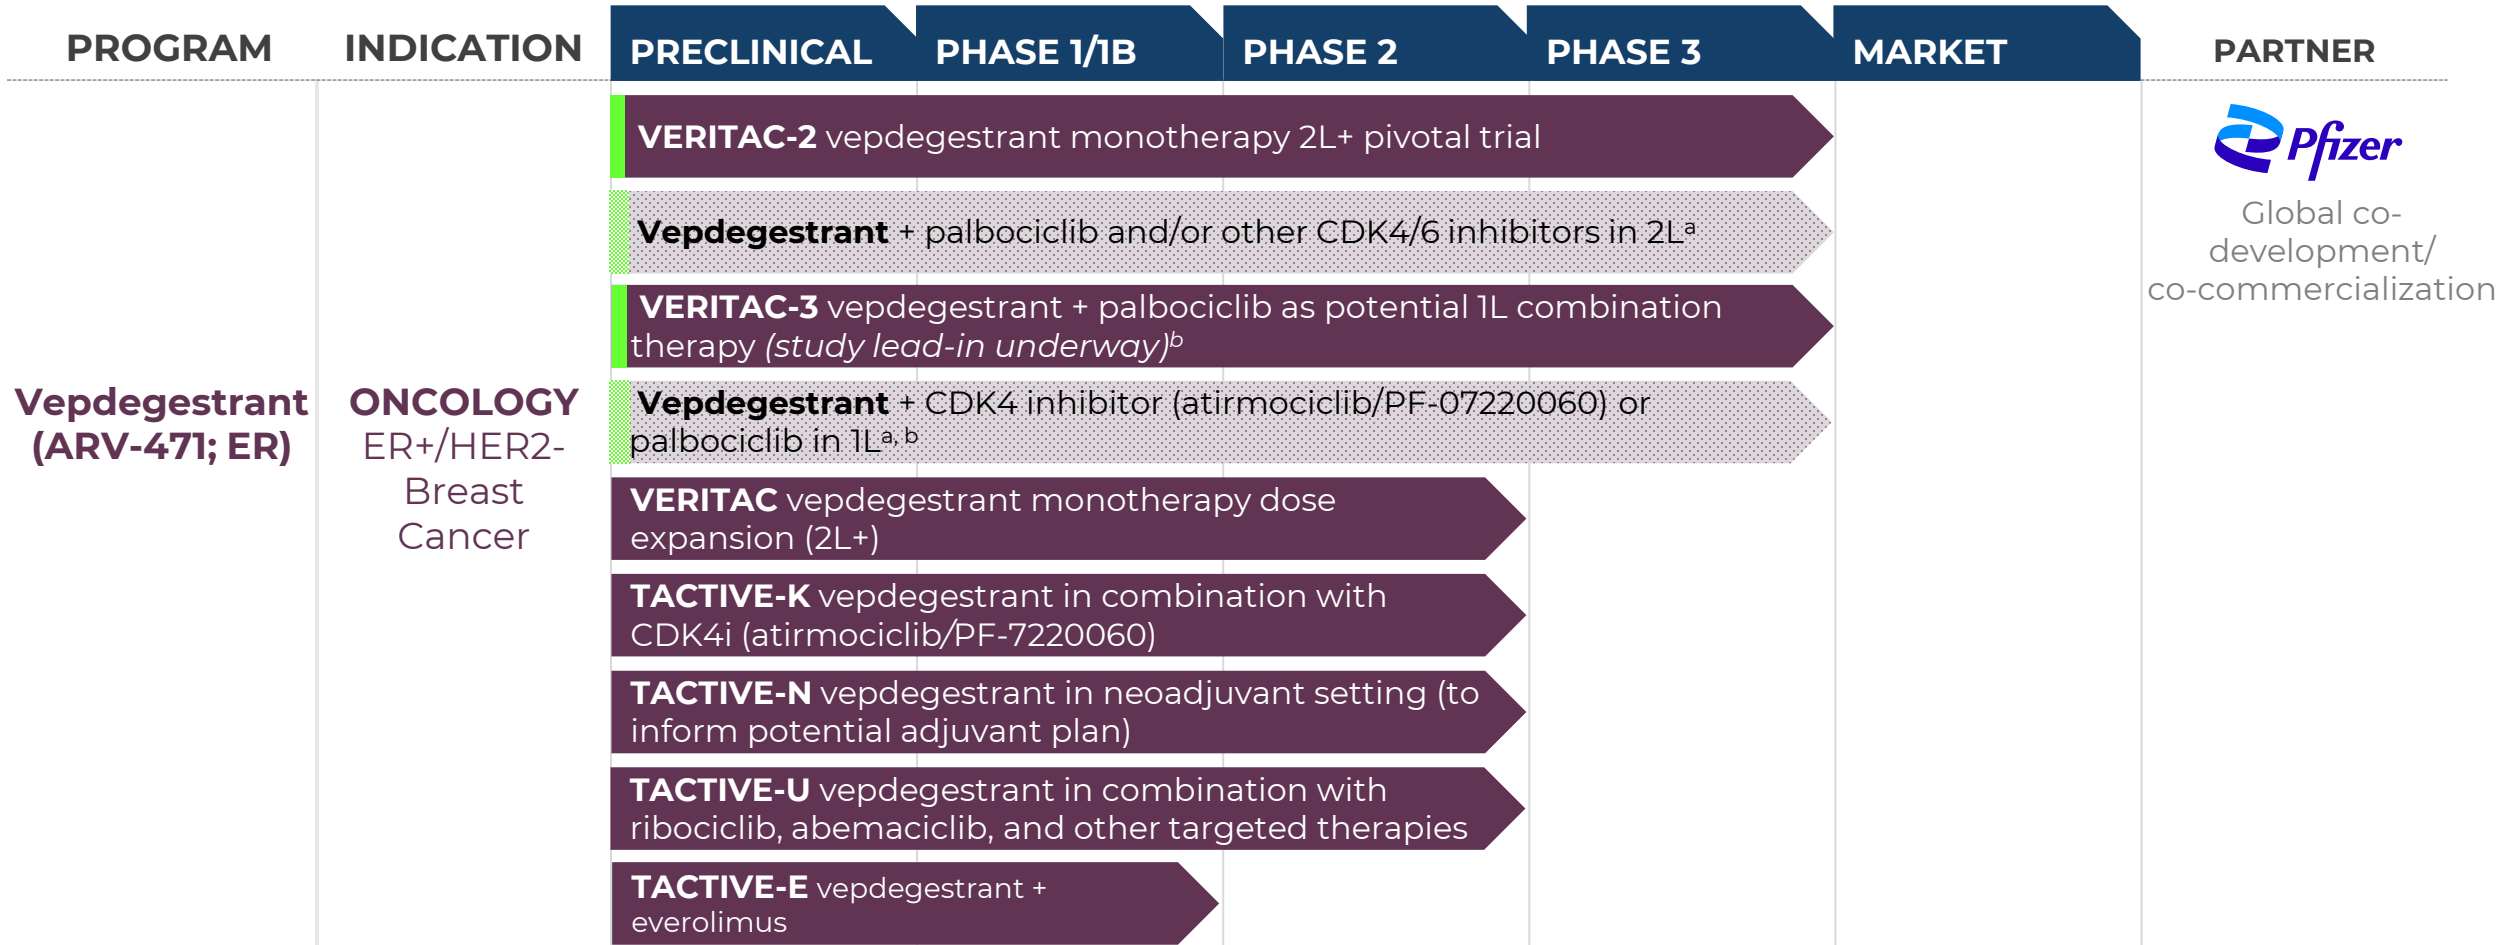 PROGRAM INDICATION PRECLINICAL PHASE 1/1B PHASE 2 PHASE 3 MARKET PARTNER
Vepdegestrant
(ARV-471; ER)
ONCOLOGY
ER+/HER2-
Breast
Cancer
VERITAC-2 vepdegestrant monotherapy 2L+ pivotal trial
Vepdegestrant + palbociclib and/or other CDK4/6 inhibitors in 2Lᵃ
VERITAC-3 vepdegestrant + palbociclib as potential 1L combination
therapy (study lead-in underway)ᵇ
Vepdegestrant + CDK4 inhibitor (atirmociclib/PF-07220060) or
palbociclib in 1Lᵃ, ᵇ
VERITAC vepdegestrant monotherapy dose
expansion (2L+)
TACTIVE-K vepdegestrant in combination with
CDK4i (atirmociclib/PF-7220060)
TACTIVE-N vepdegestrant in neoadjuvant setting (to
inform potential adjuvant plan)
TACTIVE-U vepdegestrant in combination with
ribociclib, abemaciclib, and other targeted therapies
TACTIVE-E vepdegestrant +
everolimus
Pfizer
Global co-
development/
co-commercialization